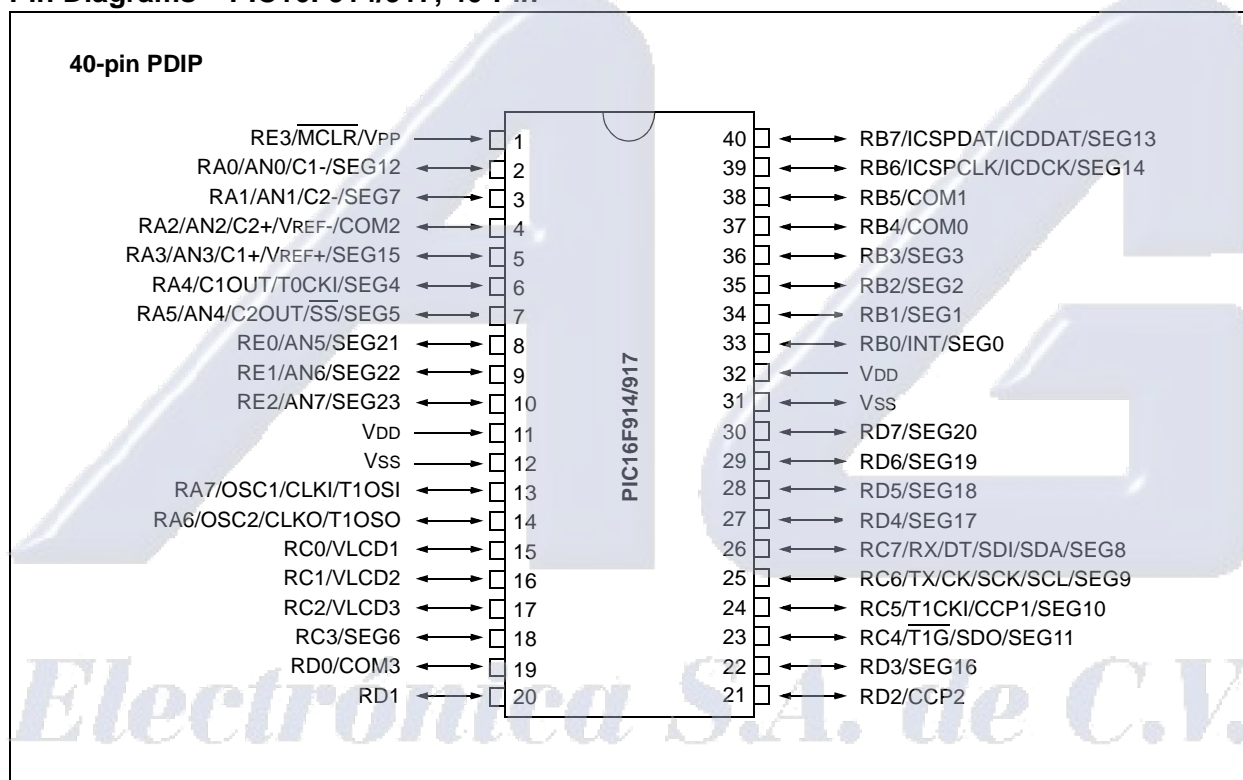 Pin Diagrams – PIC16F914/917, 40-Pin
40-pin PDIP
RE3/MCLR/VPP 1
RA0/AN0/C1-/SEG12 2
RA1/AN1/C2-/SEG7 3
RA2/AN2/C2+/VREF-/COM2 4
RA3/AN3/C1+/VREF+/SEG15 5
RA4/C1OUT/T0CKI/SEG4 6
RA5/AN4/C2OUT/SS/SEG5 7
RE0/AN5/SEG21 8
RE1/AN6/SEG22 9
RE2/AN7/SEG23 10
VDD 11
VSS 12
RA7/OSC1/CLKI/T1OSI 13
RA6/OSC2/CLKO/T1OSO 14
RC0/VLCD1 15
RC1/VLCD2 16
RC2/VLCD3 17
RC3/SEG6 18
RD0/COM3 19
RD1 20
PIC16F914/917
40 RB7/ICSPDAT/ICDDAT/SEG13
39 RB6/ICSPCLK/ICDCK/SEG14
38 RB5/COM1
37 RB4/COM0
36 RB3/SEG3
35 RB2/SEG2
34 RB1/SEG1
33 RB0/INT/SEG0
32 VDD
31 VSS
30 RD7/SEG20
29 RD6/SEG19
28 RD5/SEG18
27 RD4/SEG17
26 RC7/RX/DT/SDI/SDA/SEG8
25 RC6/TX/CK/SCK/SCL/SEG9
24 RC5/T1CKI/CCP1/SEG10
23 RC4/T1G/SDO/SEG11
22 RD3/SEG16
21 RD2/CCP2
AG
Electrónica S.A. de C.V.